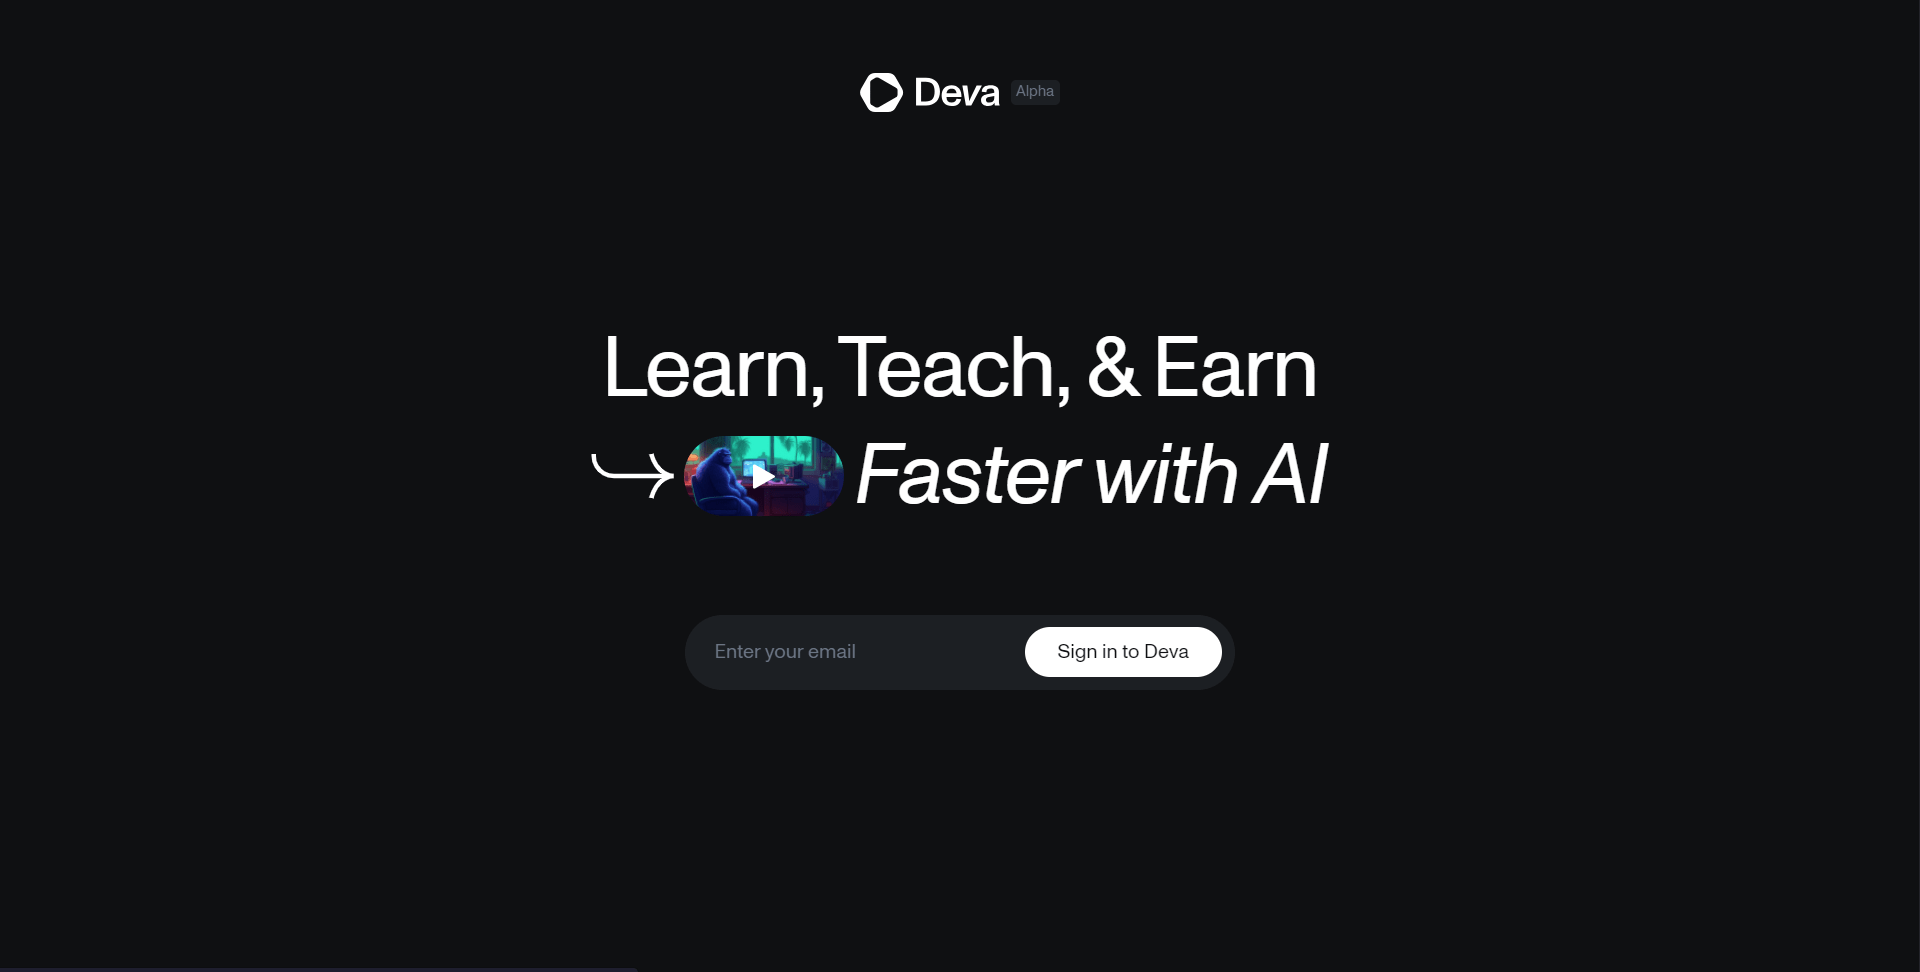 Deva Alpha
Learn, Teach, & Earn
Faster with AI
Enter your email
Sign in to Deva